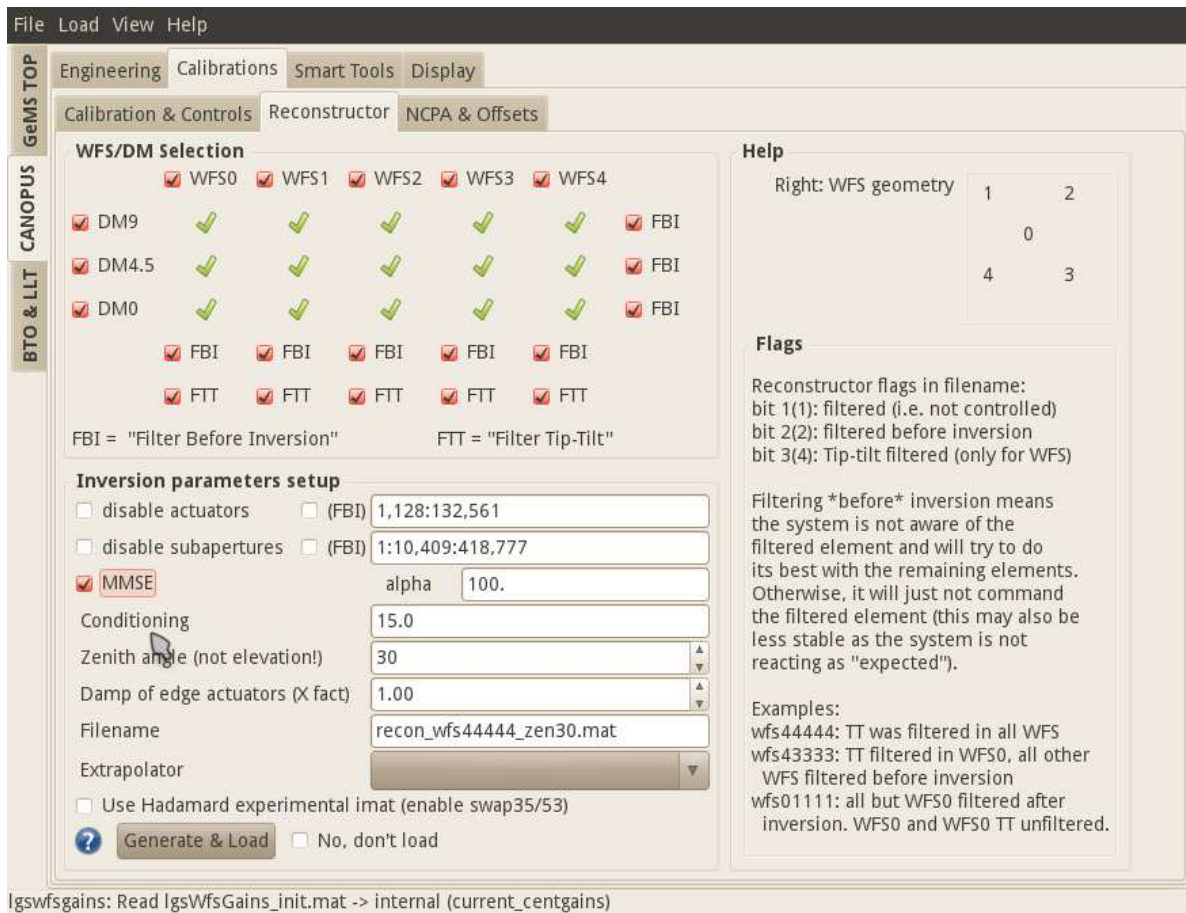 File Load View Help
GeMS TOP
CANOPUS
BTO & LLT
Engineering Calibrations Smart Tools Display
Calibration & Controls Reconstructor NCPA & Offsets
WFS/DM Selection
WFS0 WFS1 WFS2 WFS3 WFS4
DM9 FBI
DM4.5 FBI
DM0 FBI
FBI FBI FBI FBI FBI
FTT FTT FTT FTT FTT
FBI = "Filter Before Inversion" FTT = "Filter Tip-Tilt"
Inversion parameters setup
disable actuators (FBI) 1,128:132,561
disable subapertures (FBI) 1:10,409:418,777
MMSE alpha 100.
Conditioning 15.0
Zenith angle (not elevation!) 30
Damp of edge actuators (X fact) 1.00
Filename recon_wfs44444_zen30.mat
Extrapolator
Use Hadamard experimental imat (enable swap35/53)
? Generate & Load No, don't load
Help
Right: WFS geometry
1 2
0
4 3
Flags
Reconstructor flags in filename:
bit 1(1): filtered (i.e. not controlled)
bit 2(2): filtered before inversion
bit 3(4): Tip-tilt filtered (only for WFS)
Filtering *before* inversion means
the system is not aware of the
filtered element and will try to do
its best with the remaining elements.
Otherwise, it will just not command
the filtered element (this may also be
less stable as the system is not
reacting as "expected").
Examples:
wfs44444: TT was filtered in all WFS
wfs43333: TT filtered in WFS0, all other
WFS filtered before inversion
wfs01111: all but WFS0 filtered after
inversion. WFS0 and WFS0 TT unfiltered.
lgswfsgains: Read lgsWfsGains_init.mat -> internal (current_centgains)